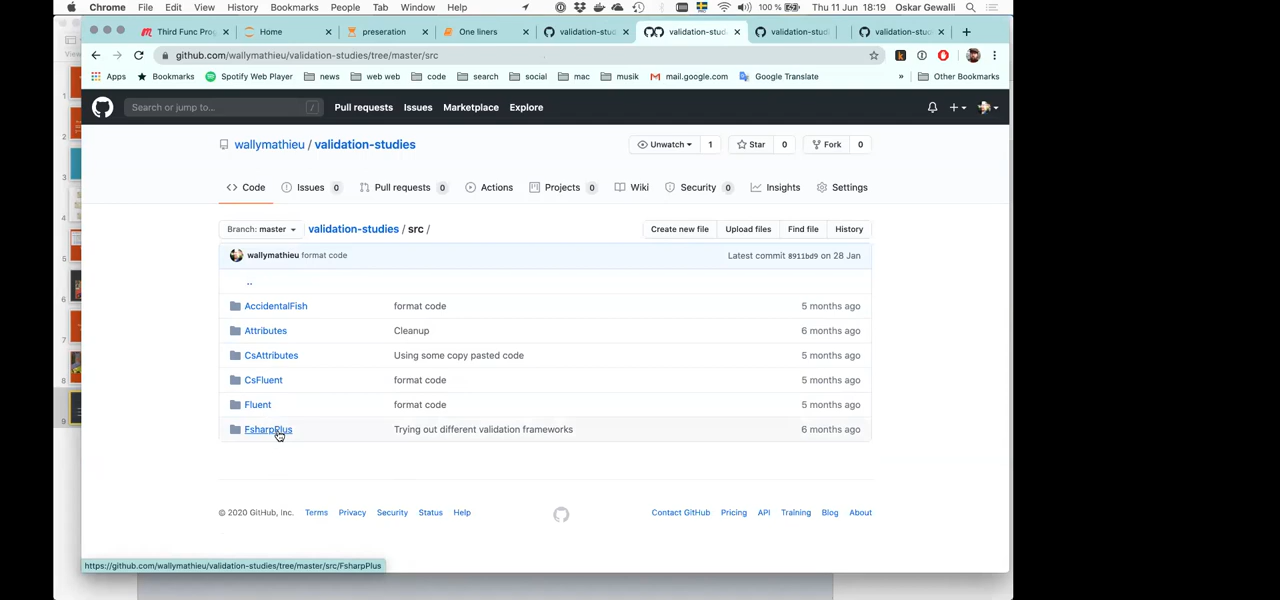 Chrome File Edit View History Bookmarks People Tab Window Help 100 % Thu 11 Jun 18:19 Oskar Gewalli
Third Func Prog Home preseration One liners validation-stud validation-stud validation-stud validation-stud
github.com/wallymathieu/validation-studies/tree/master/src
Apps Bookmarks Spotify Web Player news web web code search social mac musik mail.google.com Google Translate » Other Bookmarks
Search or jump to... / Pull requests Issues Marketplace Explore
wallymathieu / validation-studies Unwatch 1 Star 0 Fork 0
Code Issues 0 Pull requests 0 Actions Projects 0 Wiki Security 0 Insights Settings
Branch: master validation-studies / src / Create new file Upload files Find file History
wallymathieu format code Latest commit 8911bd9 on 28 Jan
..
AccidentalFish format code 5 months ago
Attributes Cleanup 6 months ago
CsAttributes Using some copy pasted code 5 months ago
CsFluent format code 5 months ago
Fluent format code 5 months ago
FsharpPlus Trying out different validation frameworks 6 months ago
© 2020 GitHub, Inc. Terms Privacy Security Status Help Contact GitHub Pricing API Training Blog About
https://github.com/wallymathieu/validation-studies/tree/master/src/FsharpPlus
1
2
3
4
5
6
7
8
9